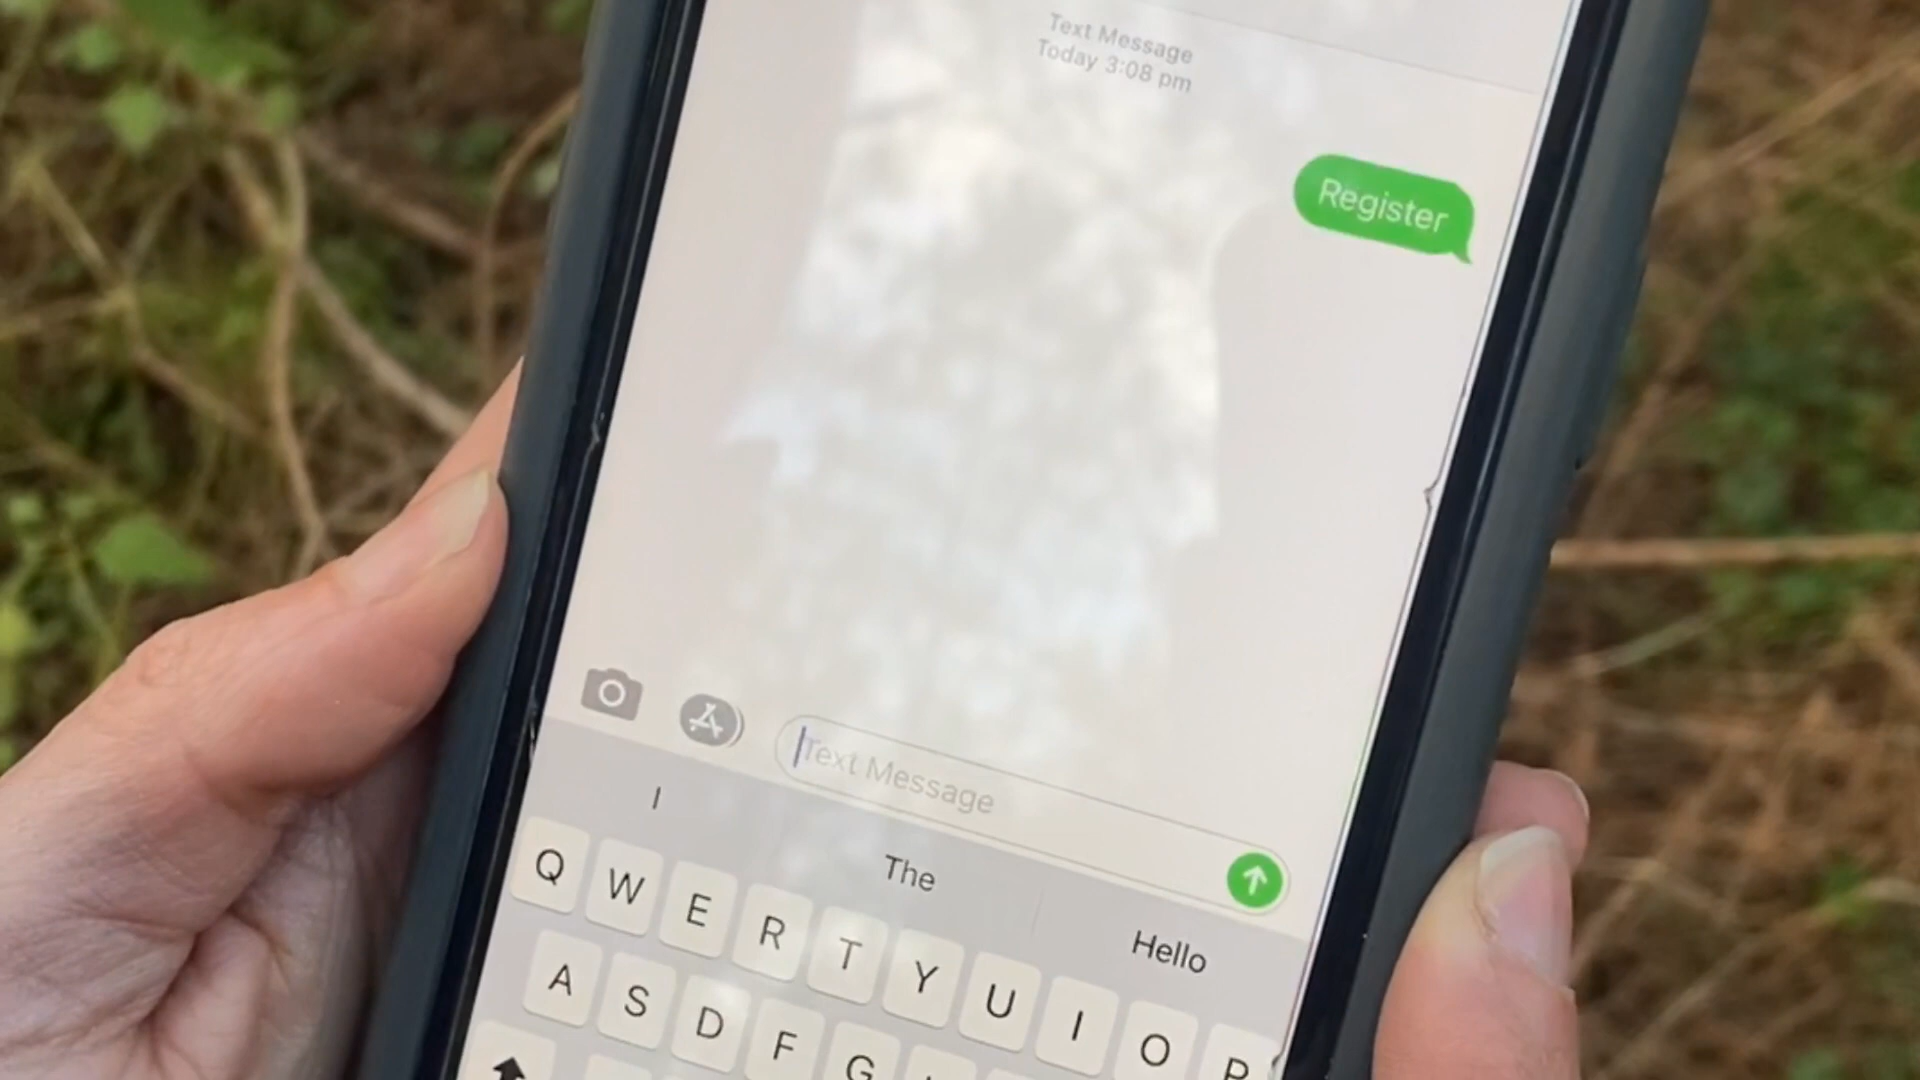 Text Message
Today 3:08 pm
Register
Text Message
I
The
Hello
Q W E R T Y U I O P
A S D F G